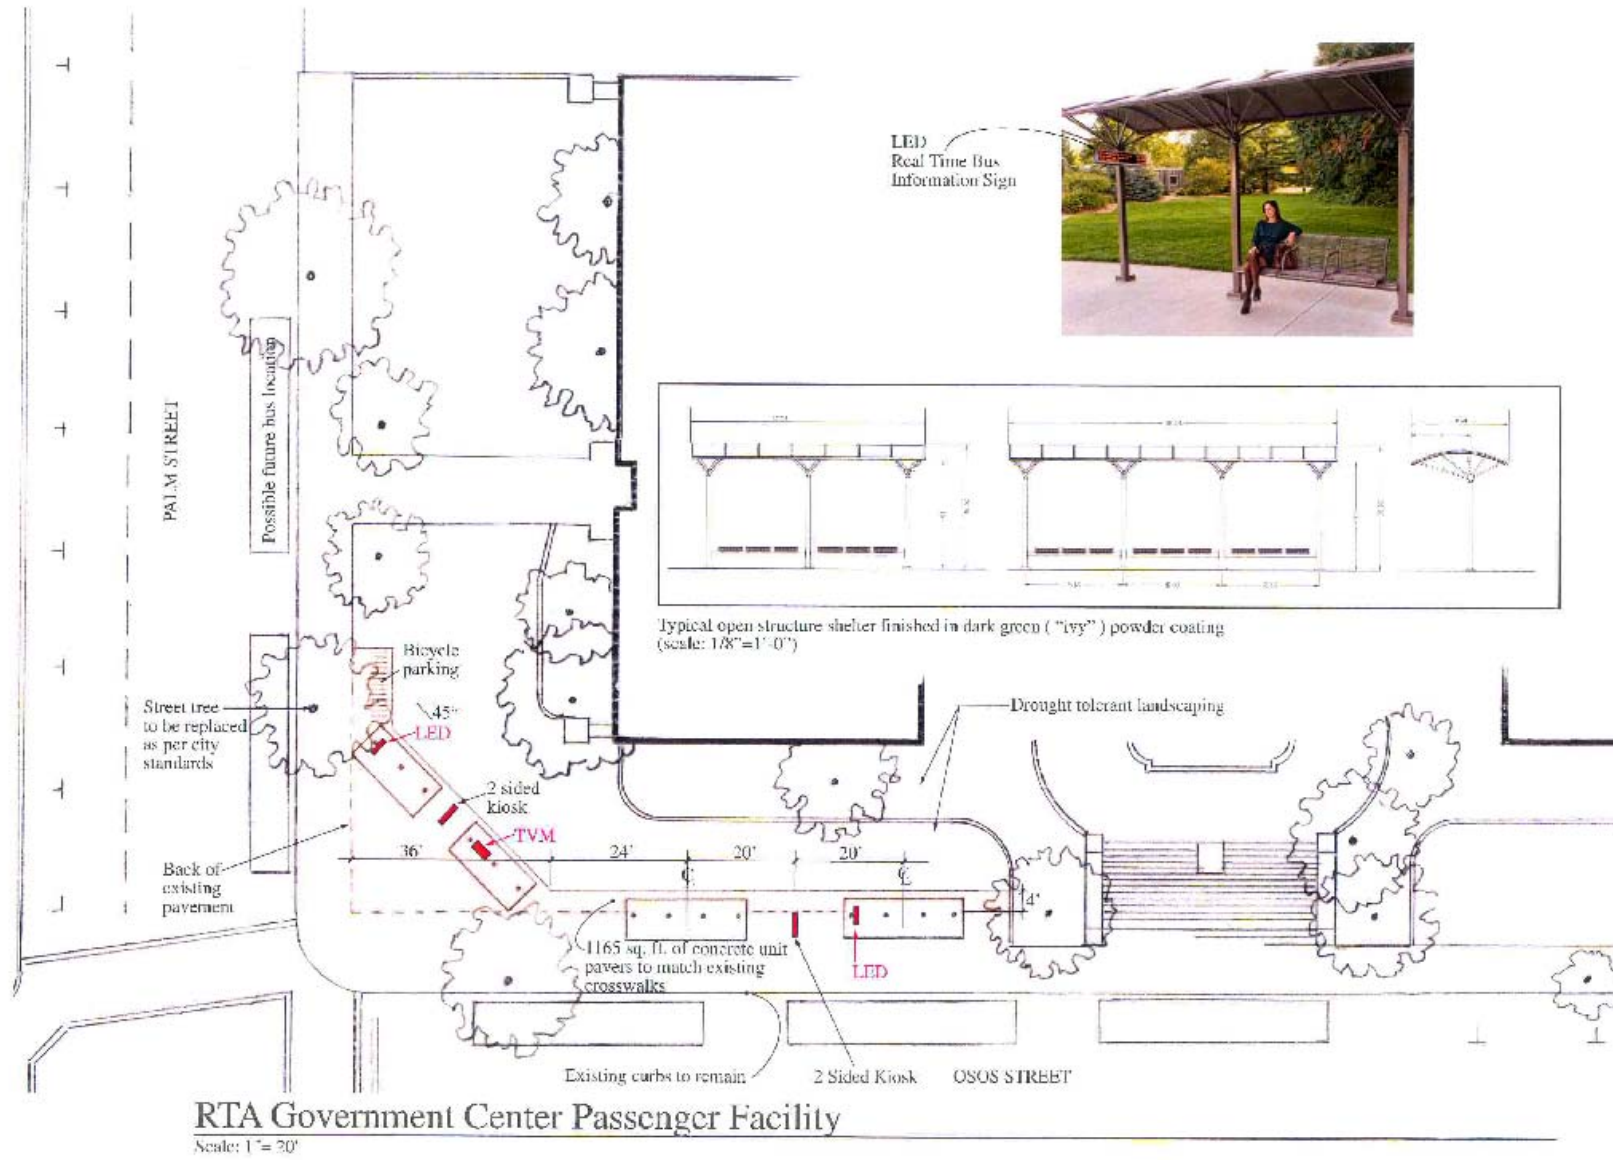 LED
Real Time Bus
Information Sign
PALM STREET
Possible future bus location
Typical open structure shelter finished in dark green ( "ivy" ) powder coating
(scale: 1/8"=1'-0")
Bicycle
parking
45°
LED
Street tree
to be replaced
as per city
standards
Drought tolerant landscaping
2 sided
kiosk
TVM
36'
24'
20'
20'
Back of
existing
pavement
4'
1165 sq. ft. of concrete unit
pavers to match existing
crosswalks
LED
Existing curbs to remain
2 Sided Kiosk
OSOS STREET
RTA Government Center Passenger Facility
Scale: 1"= 20'